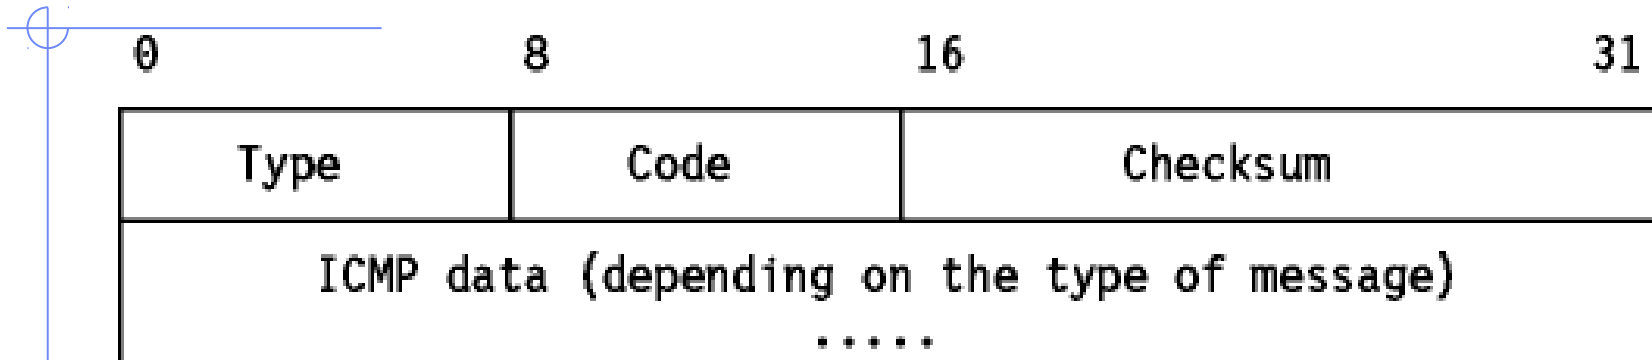 0 8 16 31
Type Code Checksum
ICMP data (depending on the type of message)
.....